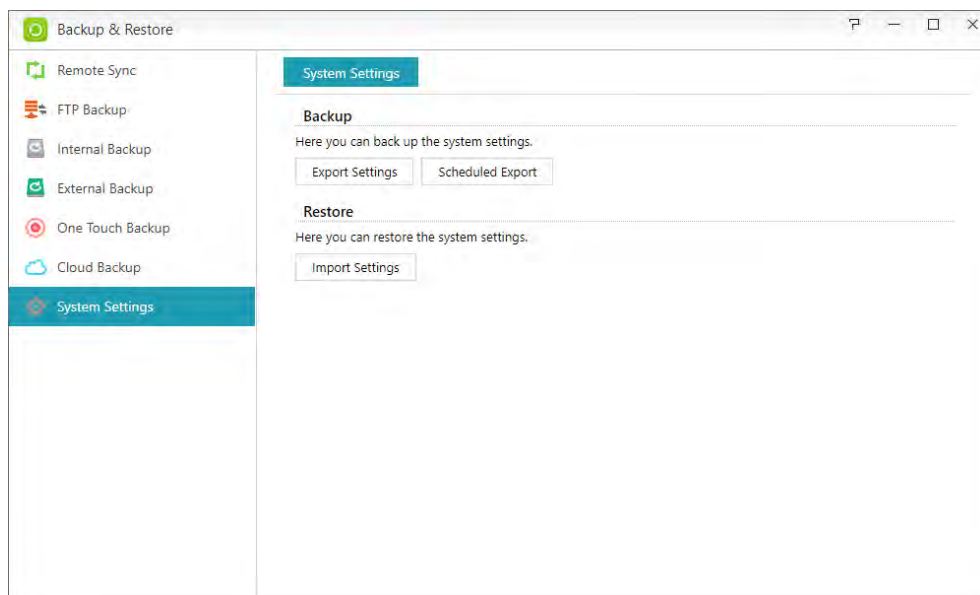 Backup & Restore
Remote Sync
FTP Backup
Internal Backup
External Backup
One Touch Backup
Cloud Backup
System Settings
System Settings
Backup
Here you can back up the system settings.
Export Settings
Scheduled Export
Restore
Here you can restore the system settings.
Import Settings